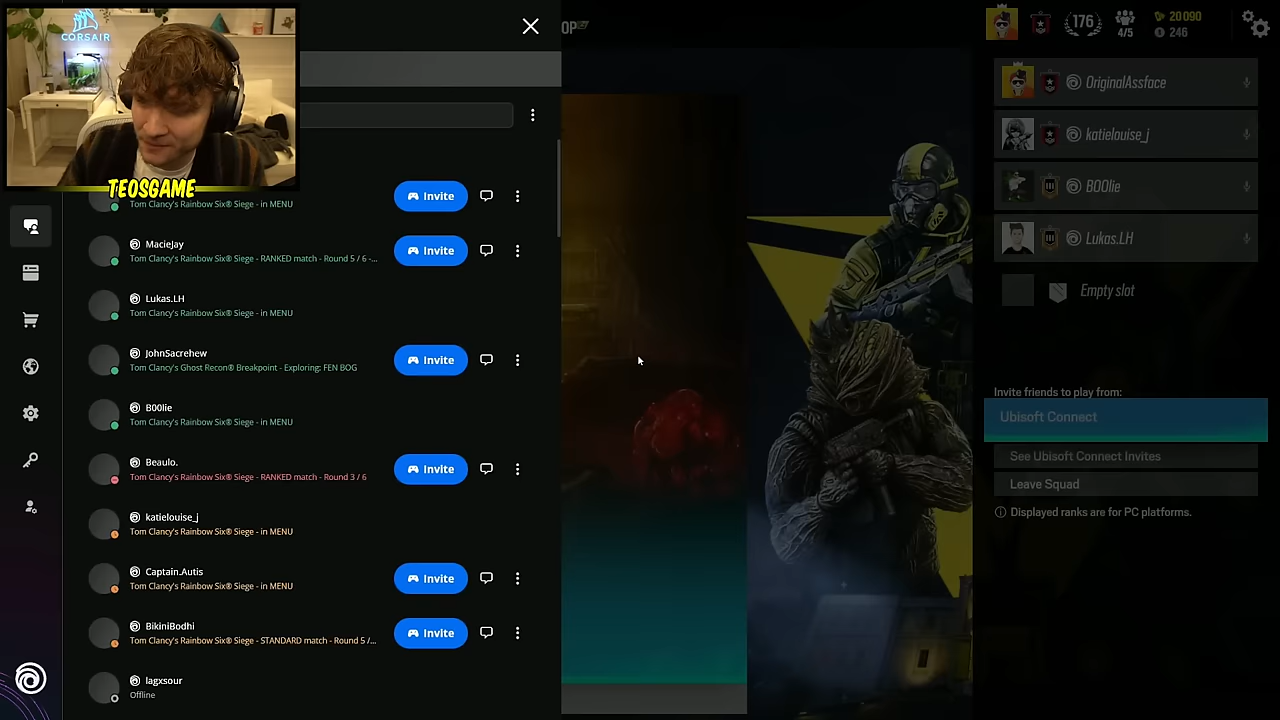 CORSAIR
TEOSGAME
Tom Clancy's Rainbow Six® Siege - in MENU
Invite
MacieJay
Tom Clancy's Rainbow Six® Siege - RANKED match - Round 5 / 6 -...
Invite
Lukas.LH
Tom Clancy's Rainbow Six® Siege - in MENU
JohnSacrehew
Tom Clancy's Ghost Recon® Breakpoint - Exploring: FEN BOG
Invite
B00lie
Tom Clancy's Rainbow Six® Siege - in MENU
Beaulo.
Tom Clancy's Rainbow Six® Siege - RANKED match - Round 3 / 6
Invite
katielouise_j
Tom Clancy's Rainbow Six® Siege - in MENU
Captain.Autis
Tom Clancy's Rainbow Six® Siege - in MENU
Invite
BikiniBodhi
Tom Clancy's Rainbow Six® Siege - STANDARD match - Round 5 /...
Invite
lagxsour
Offline
OP
176
4/5
20 090
246
OriginalAssface
katielouise_j
B00lie
Lukas.LH
Empty slot
Invite friends to play from:
Ubisoft Connect
See Ubisoft Connect Invites
Leave Squad
Displayed ranks are for PC platforms.